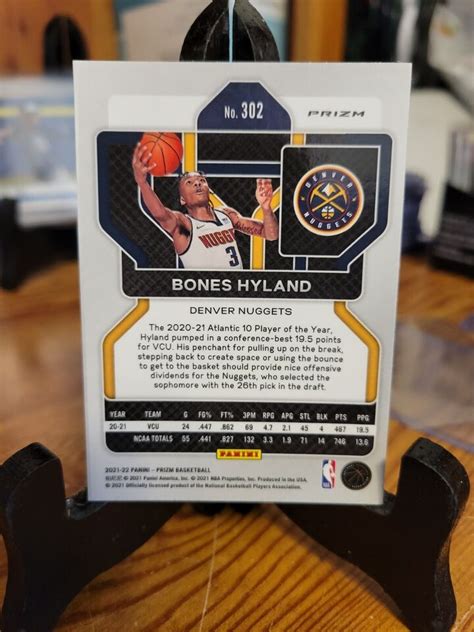 No. 302
PRIZM
DENVER
NUGGETS
NUGGE
3
BONES HYLAND
DENVER NUGGETS
The 2020-21 Atlantic 10 Player of the Year,
Hyland pumped in a conference-best 19.5 points
for VCU. His penchant for pulling up on the break,
stepping back to create space or using the bounce
to get to the basket should provide nice offensive
dividends for the Nuggets, who selected the
sophomore with the 26th pick in the draft.
YEAR TEAM G FG% FT% 3PM RPG APG STL BLK PTS PPG
20-21 VCU 24 .447 .862 69 4.7 2.1 45 4 467 19.5
NCAA TOTALS 55 .441 .827 132 3.9 1.9 71 14 746 13.6
PANINI
2021-22 PANINI – PRIZM BASKETBALL
© 2021 Panini America, Inc. © 2021 NBA Properties, Inc. Produced in the USA.
© 2021 Officially licensed product of the National Basketball Players Association.